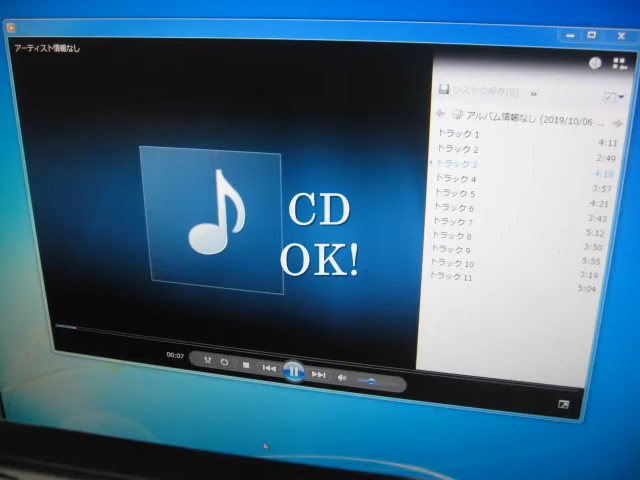 アーティスト情報なし
リストの保存(S) »
アルバム情報なし (2019/10/06 ...
トラック 1 4:11
トラック 2 2:49
トラック 3 4:18
トラック 4 3:57
トラック 5 4:21
トラック 6 3:43
トラック 7 5:12
トラック 8 3:50
トラック 9 5:55
トラック 10 3:19
トラック 11 5:04
CD
OK!
00:07